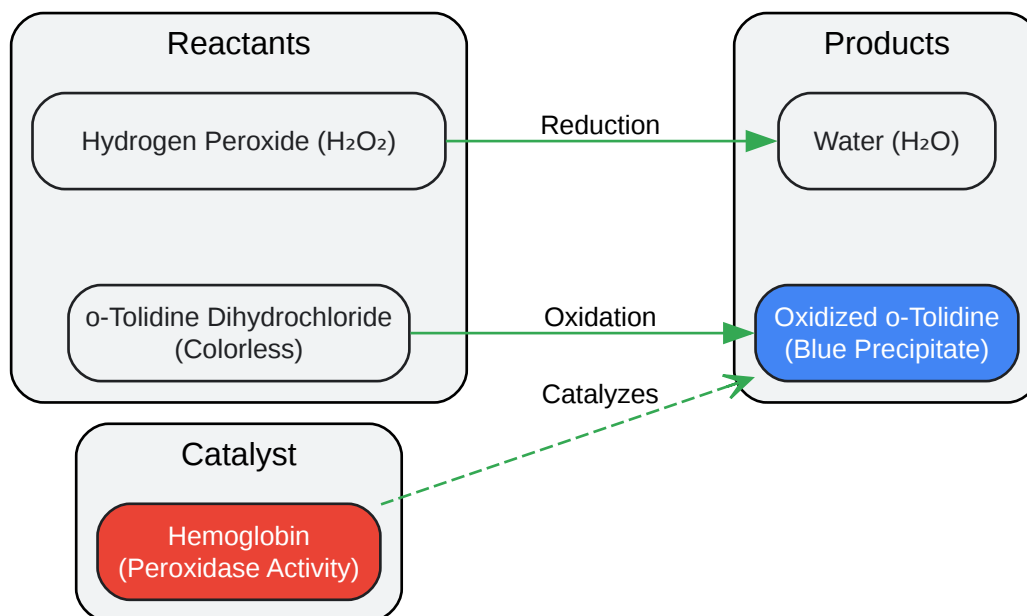 Reactants
Products
Hydrogen Peroxide (H₂O₂)
Reduction
Water (H₂O)
o-Tolidine Dihydrochloride
(Colorless)
Oxidation
Oxidized o-Tolidine
(Blue Precipitate)
Catalyzes
Catalyst
Hemoglobin
(Peroxidase Activity)